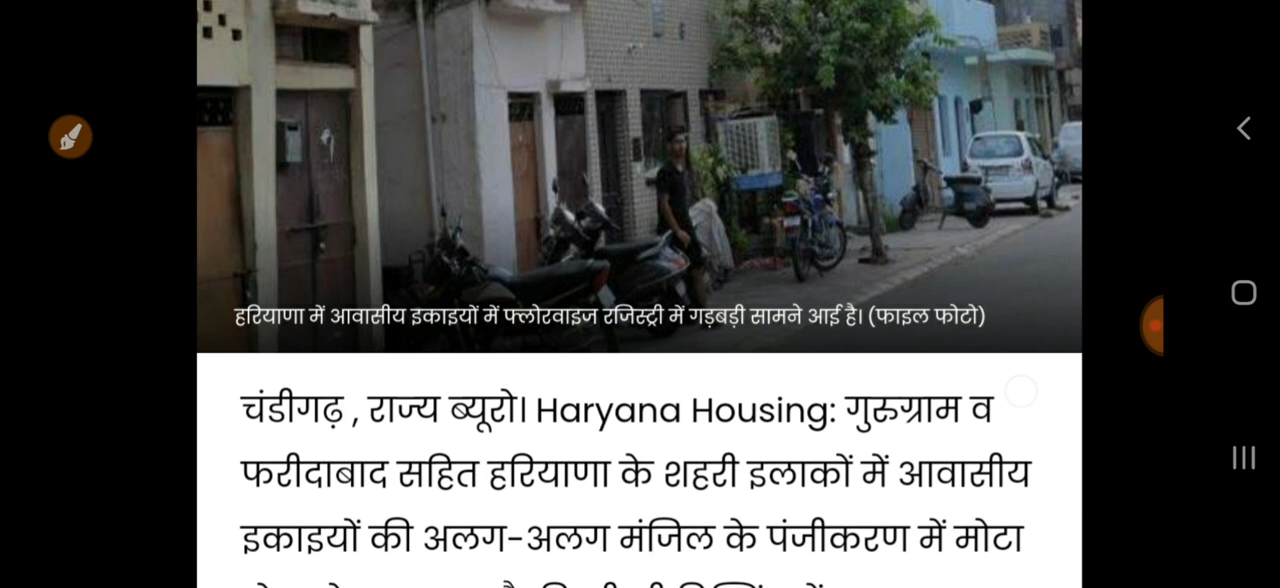 हरियाणा में आवासीय इकाइयों में फ्लोरवाइज रजिस्ट्री में गड़बड़ी सामने आई है। (फाइल फोटो)
चंडीगढ़ , राज्य ब्यूरो। Haryana Housing: गुरुग्राम व
फरीदाबाद सहित हरियाणा के शहरी इलाकों में आवासीय
इकाइयों की अलग-अलग मंजिल के पंजीकरण में मोटा